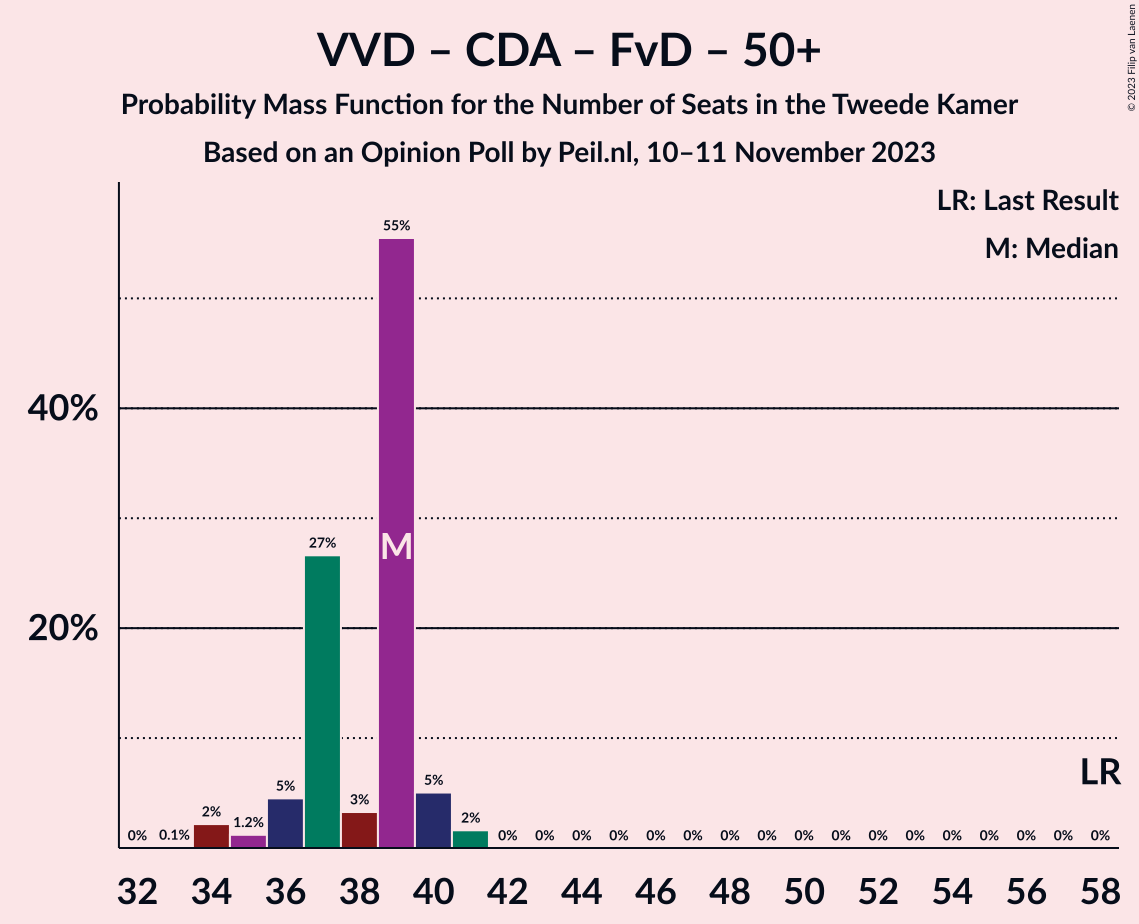 VVD – CDA – FvD – 50+
Probability Mass Function for the Number of Seats in the Tweede Kamer
Based on an Opinion Poll by Peil.nl, 10–11 November 2023
© 2023 Filip van Laenen
LR: Last Result
M: Median
40%
20%
0% 0.1% 2% 1.2% 5% 27% 3% 55% 5% 2% 0% 0% 0% 0% 0% 0% 0% 0% 0% 0% 0% 0% 0% 0% 0% 0% 0%
M
LR
32 34 36 38 40 42 44 46 48 50 52 54 56 58